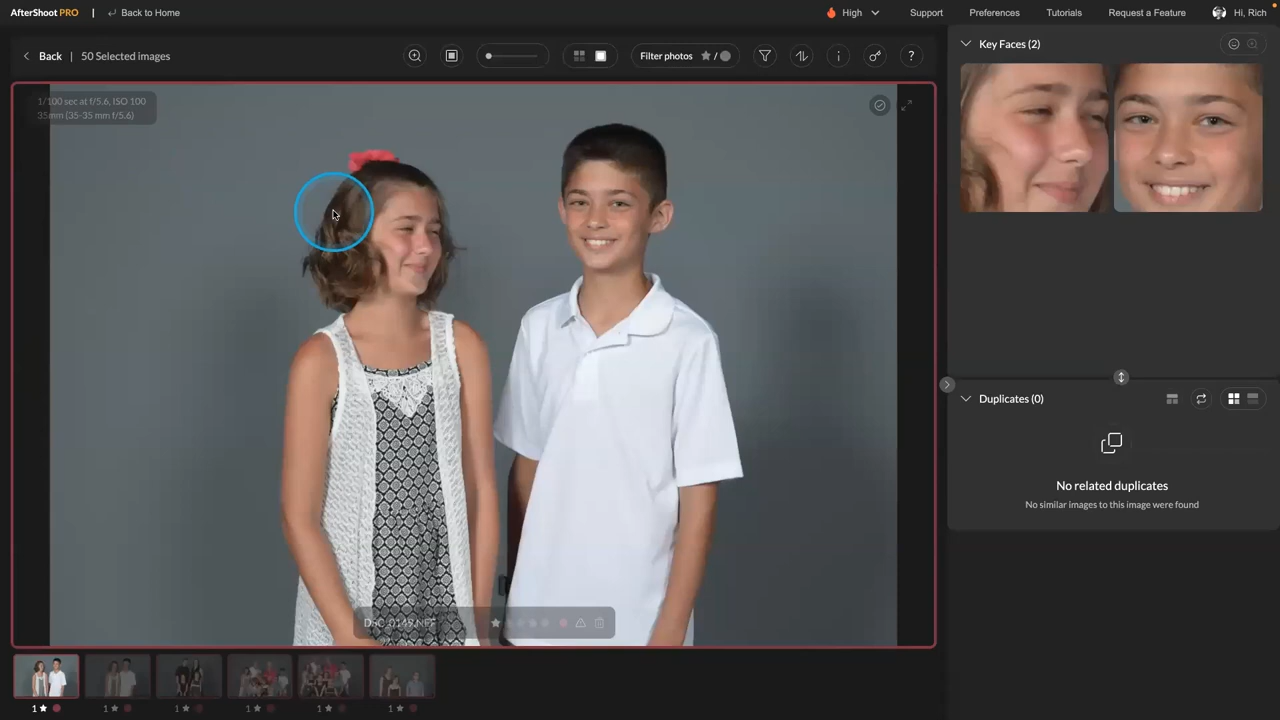 AfterShoot PRO | Back to Home High Support Preferences Tutorials Request a Feature Hi, Rich
Back | 50 Selected images Filter photos / i ?
1/100 sec at f/5.6, ISO 100
35mm (35-35 mm f/5.6)
Key Faces (2)
Duplicates (0)
No related duplicates
No similar images to this image were found
DSC_0149.NEF
1 1 1 1 1 1